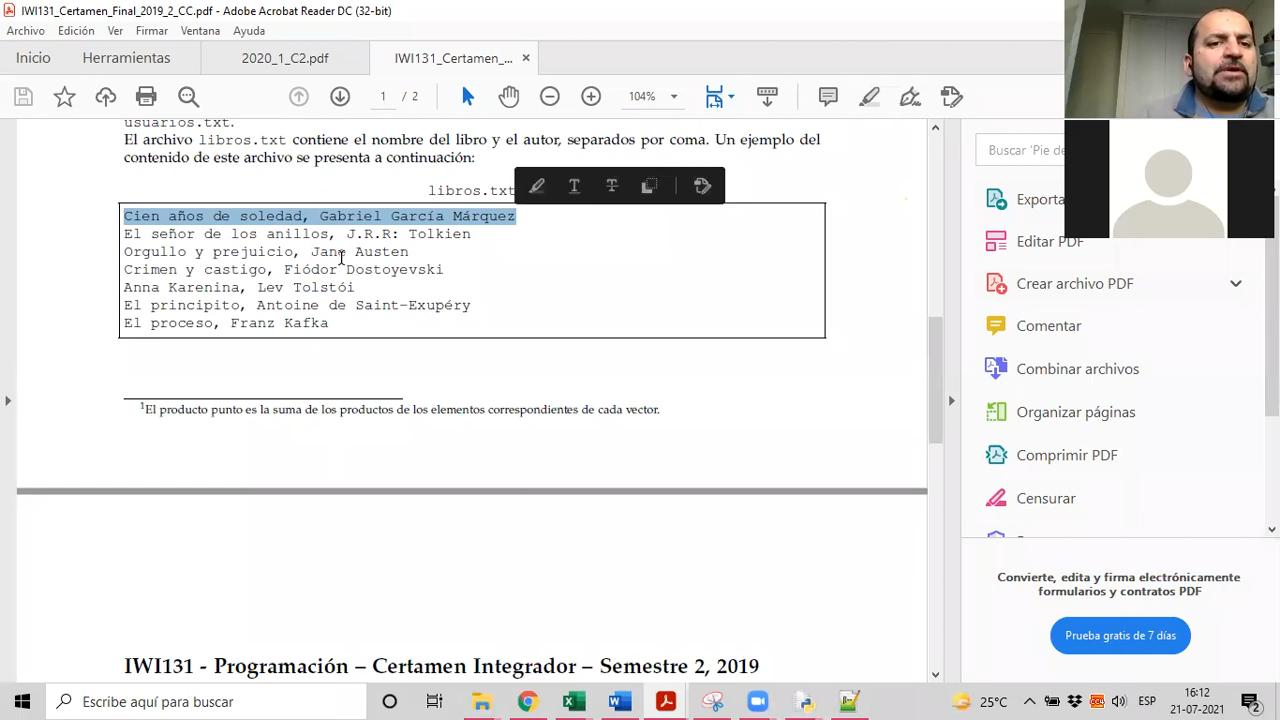 IWI131_Certamen_Final_2019_2_CC.pdf - Adobe Acrobat Reader DC (32-bit)
Archivo Edición Ver Firmar Ventana Ayuda
Inicio Herramientas 2020_1_C2.pdf IWI131_Certamen_... ×
1 / 2 104%
usuarios.txt.
El archivo libros.txt contiene el nombre del libro y el autor, separados por coma. Un ejemplo del
contenido de este archivo se presenta a continuación:
libros.txt
Cien años de soledad, Gabriel García Márquez
El señor de los anillos, J.R.R: Tolkien
Orgullo y prejuicio, Jane Austen
Crimen y castigo, Fiódor Dostoyevski
Anna Karenina, Lev Tolstói
El principito, Antoine de Saint-Exupéry
El proceso, Franz Kafka
1El producto punto es la suma de los productos de los elementos correspondientes de cada vector.
IWI131 - Programación – Certamen Integrador – Semestre 2, 2019
Buscar 'Pie de
Exporta
Editar PDF
Crear archivo PDF
Comentar
Combinar archivos
Organizar páginas
Comprimir PDF
Censurar
Convierte, edita y firma electrónicamente
formularios y contratos PDF
Prueba gratis de 7 días
Escribe aquí para buscar
25°C ESP 16:12
21-07-2021 2